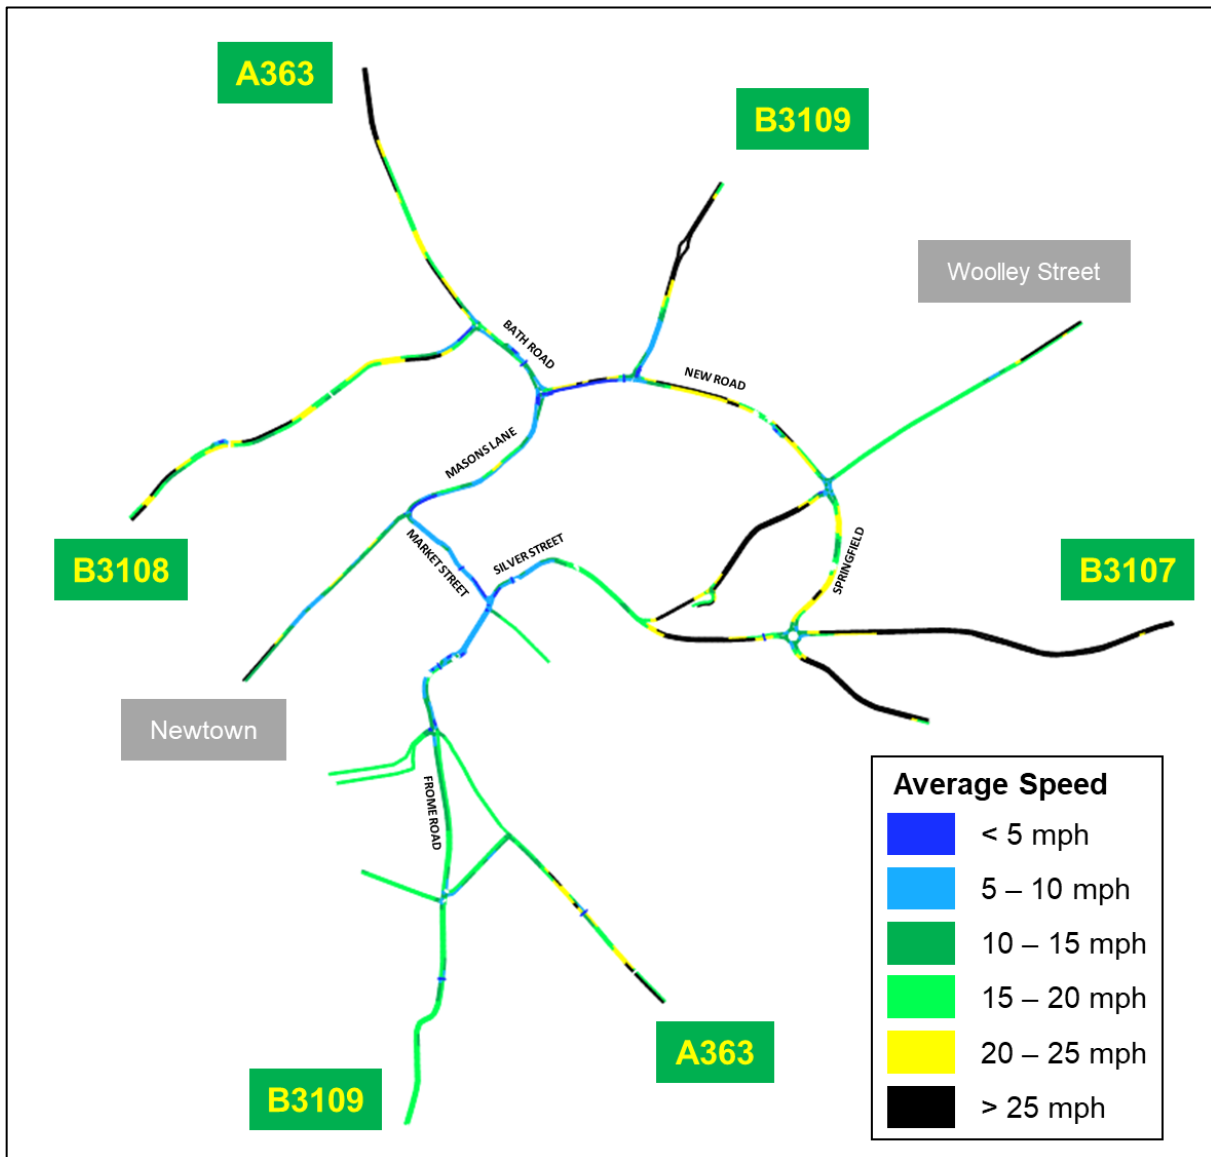 A363
B3109
Woolley Street
BATH ROAD
NEW ROAD
MASONS LANE
MARKET STREET
SILVER STREET
SPRINGFIELD
B3108
B3107
Newtown
FROME ROAD
A363
B3109
Average Speed
< 5 mph
5 – 10 mph
10 – 15 mph
15 – 20 mph
20 – 25 mph
> 25 mph